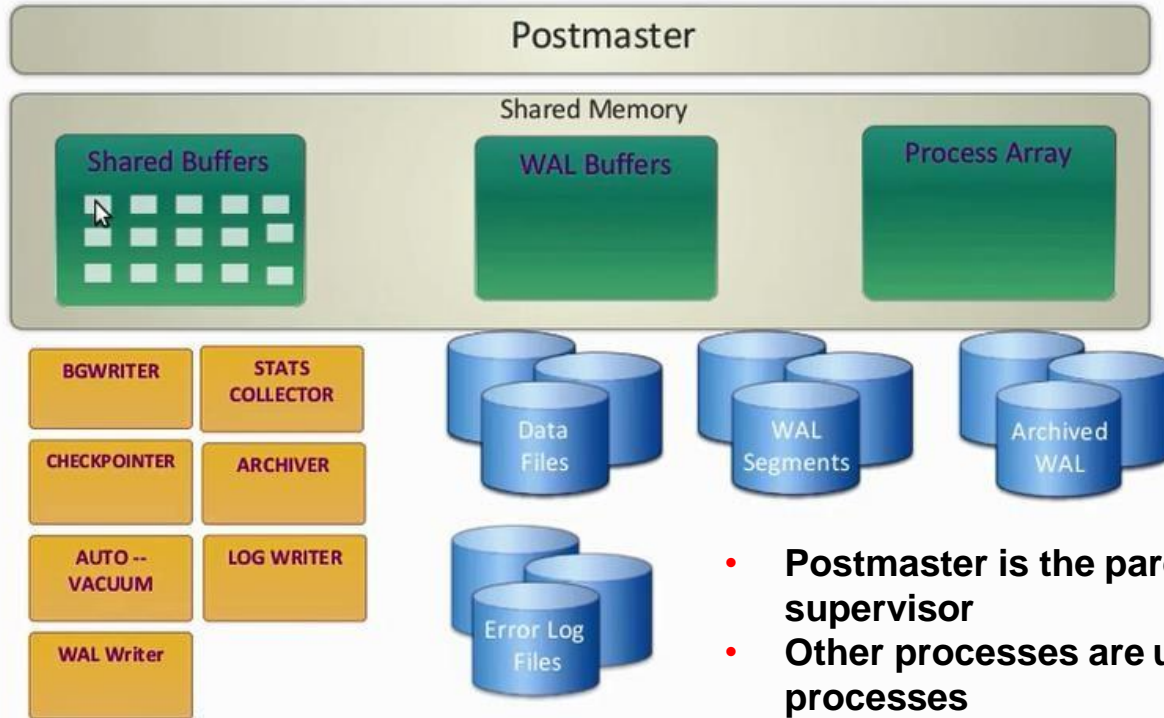 Postmaster
Shared Memory
Shared Buffers
WAL Buffers
Process Array
BGWRITER
STATS
COLLECTOR
CHECKPOINTER
ARCHIVER
AUTO --
VACUUM
LOG WRITER
WAL Writer
Data
Files
WAL
Segments
Archived
WAL
Error Log
Files
• Postmaster is the
supervisor
• Other processes are
processes